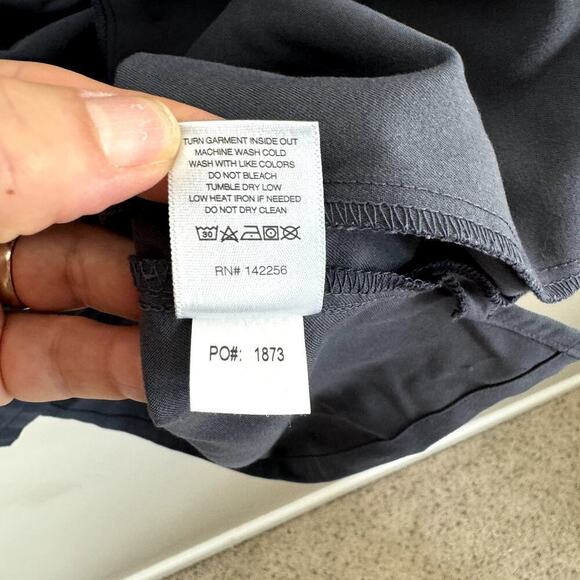 TURN GARMENT INSIDE OUT
MACHINE WASH COLD
WASH WITH LIKE COLORS
DO NOT BLEACH
TUMBLE DRY LOW
LOW HEAT IRON IF NEEDED
DO NOT DRY CLEAN
30
RN# 142256
PO#: 1873